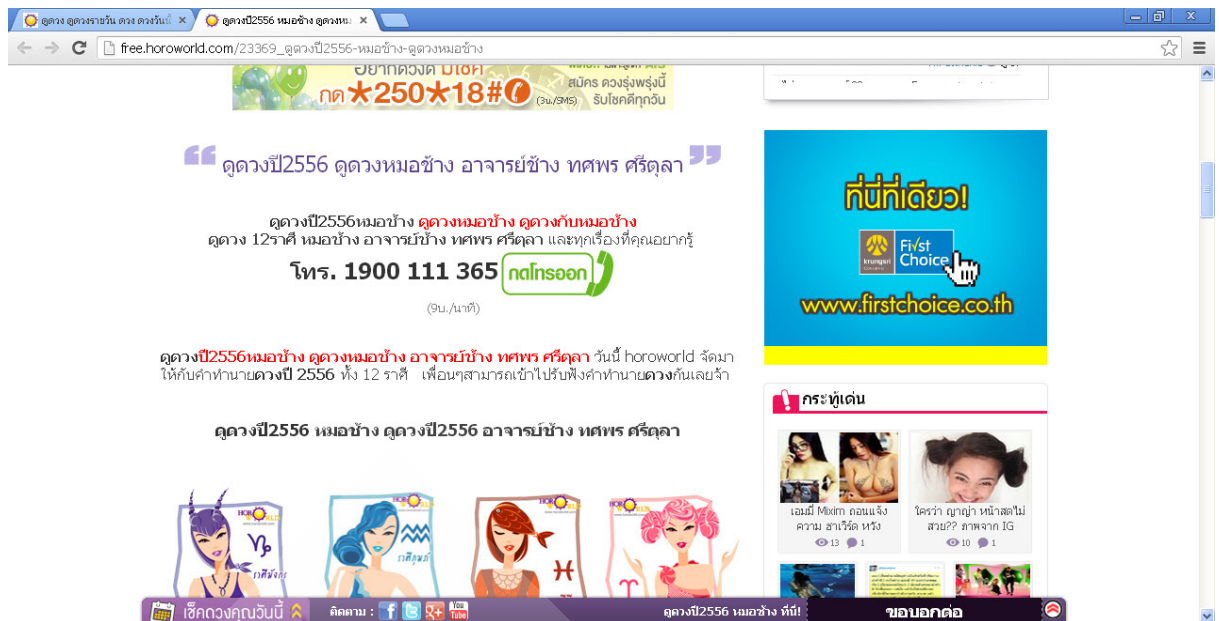 ดูดวง ดูดวงรายวัน ดวง ดวงวันนี้
ดูดวงปี2556 หมอช้าง ดูดวงหม
free.horoworld.com/23369_ดูดวงปี2556-หมอช้าง-ดูดวงหมอช้าง
อยากดวงดี มีโชค
กด *250*18#
(3บ./SMS)
สมัคร ดวงรุ่งพรุ่งนี้
รับโชคดีทุกวัน
ดูดวงปี2556 ดูดวงหมอช้าง อาจารย์ช้าง ทศพร ศรีตุลา
ดูดวงปี2556หมอช้าง ดูดวงหมอช้าง ดูดวงกับหมอช้าง
ดูดวง 12ราศี หมอช้าง อาจารย์ช้าง ทศพร ศรีตุลา และทุกเรื่องที่คุณอยากรู้
โทร. 1900 111 365 กดโทรออก
(9บ./นาที)
ดูดวงปี2556หมอช้าง ดูดวงหมอช้าง อาจารย์ช้าง ทศพร ศรีตุลา วันนี้ horoworld จัดมา
ให้กับคำทำนายดวงปี 2556 ทั้ง 12 ราศี เพื่อนๆสามารถเข้าไปรับฟังคำทำนายดวงกันเลยจ้า
ดูดวงปี2556 หมอช้าง ดูดวงปี2556 อาจารย์ช้าง ทศพร ศรีตุลา
ราศีมังกร
ราศีกุมภ์
ที่นี่ที่เดียว!
krungsri
First
Choice
www.firstchoice.co.th
กระทู้เด่น
เอมมี่ Mixim ถอนแจ้ง
ความ ฮาเวิร์ด หวัง
13 1
ใครว่า ญาญ่า หน้าสดไม่
สวย?? ภาพจาก IG
10 1
เช็คดวงคุณวันนี้
ติดตาม :
You
Tube
ดูดวงปี2556 หมอช้าง ที่นี่!
ขอบอกต่อ